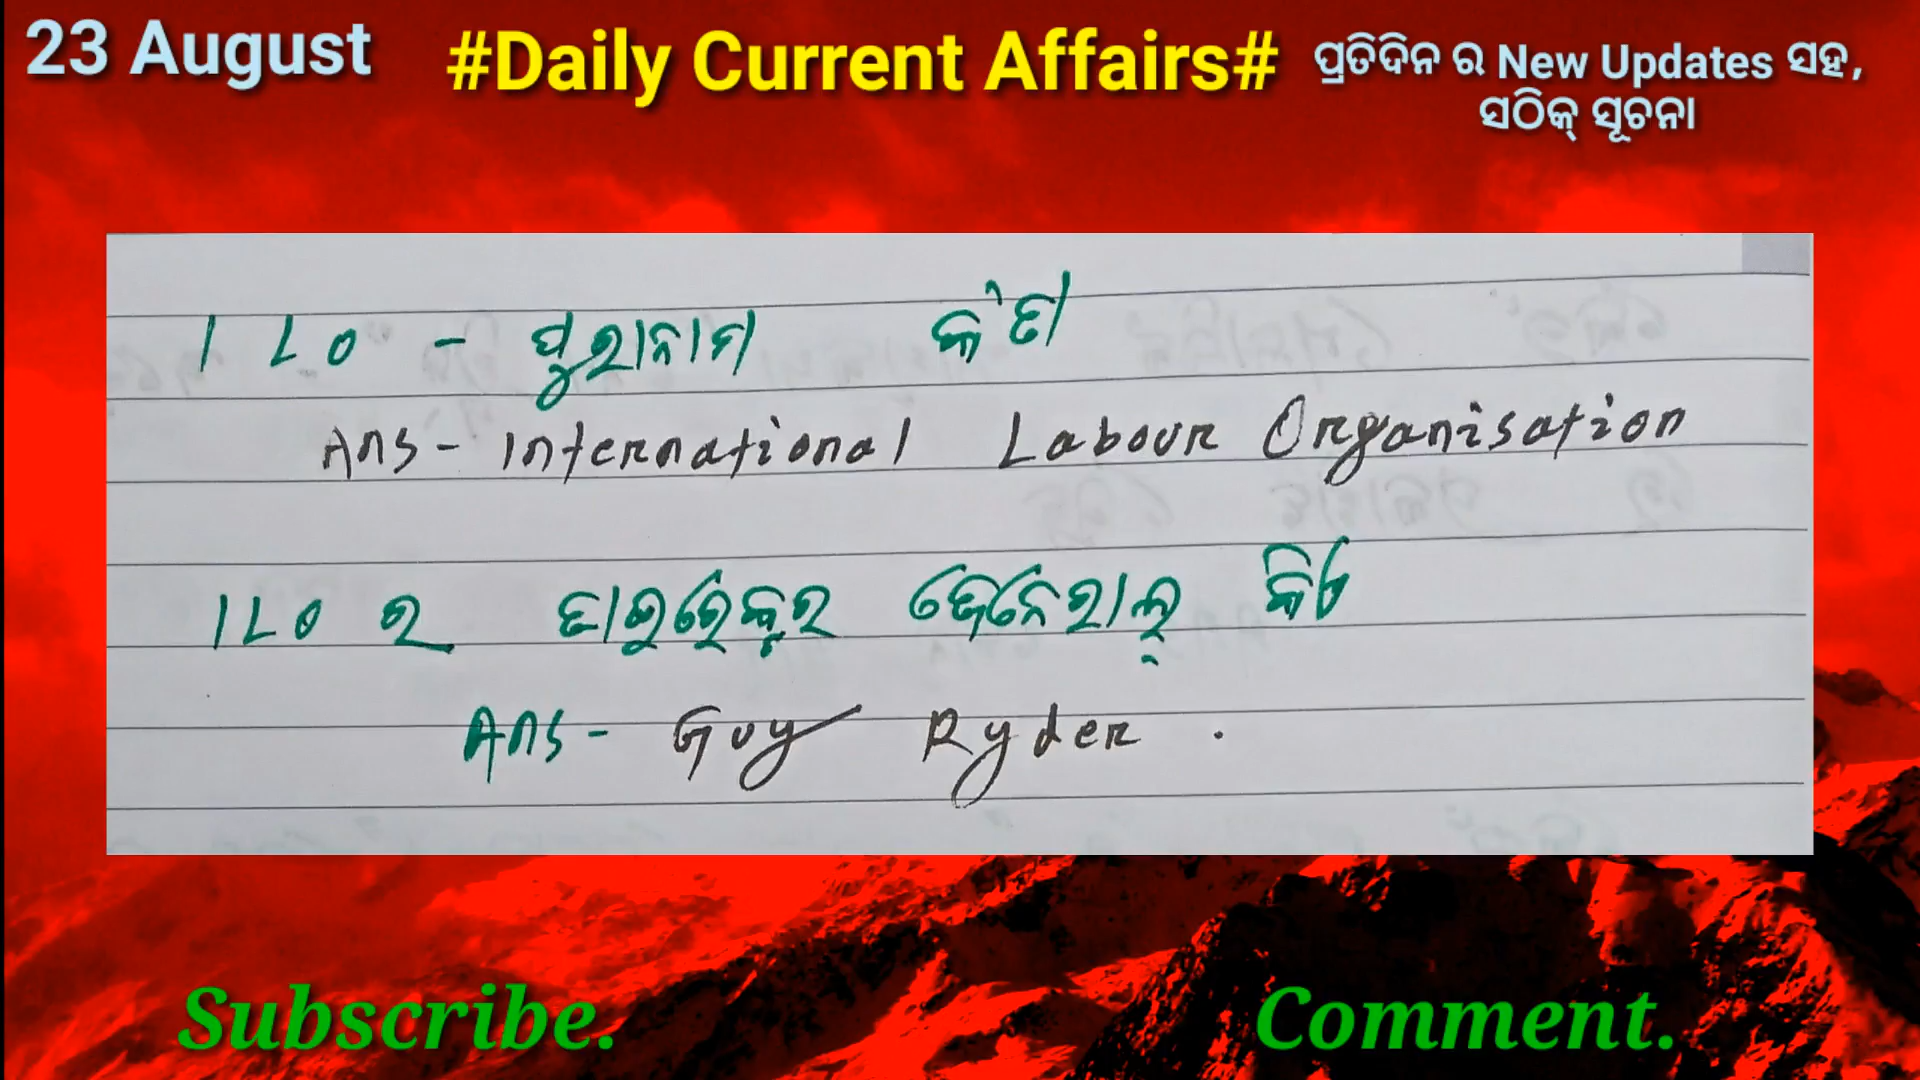 23 August
#Daily Current Affairs#
ପ୍ରତିଦିନ ର New Updates ସହ,
ସଠିକ୍ ସୂଚନା
ILO - ପୁରାନାମ କ'ଣ
Ans - International Labour Organisation
ILO ର ଡାଇରେକ୍ଟର ଜେନେରାଲ୍ କିଏ
Ans - Guy Ryder .
Subscribe.
Comment.